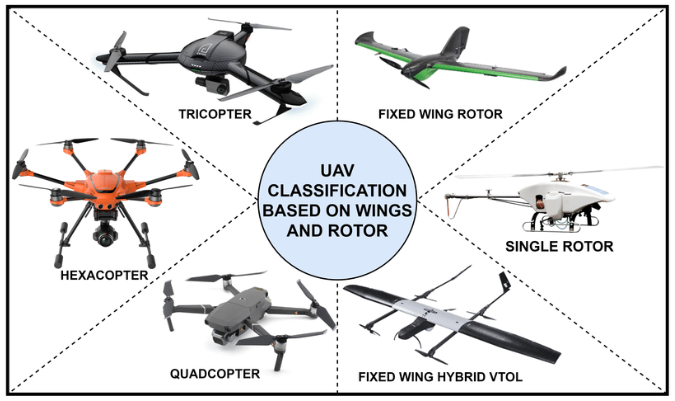 TRICOPTER
FIXED WING ROTOR
UAV
CLASSIFICATION
BASED ON WINGS
AND ROTOR
HEXACOPTER
SINGLE ROTOR
QUADCOPTER
FIXED WING HYBRID VTOL